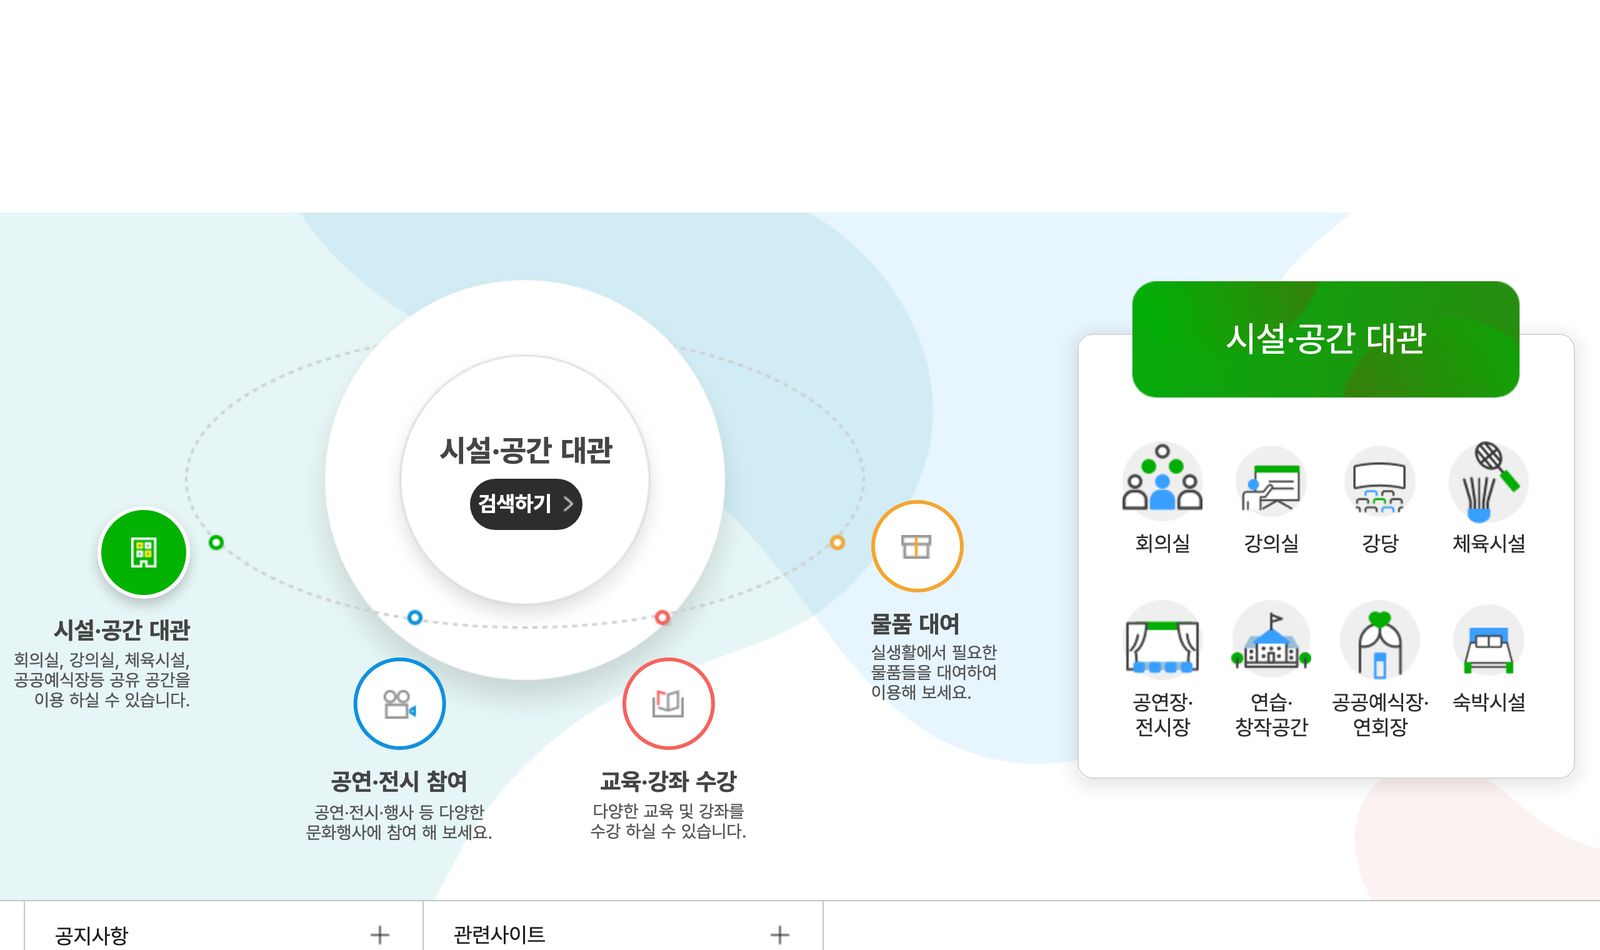 시설·공간 대관
검색하기
시설·공간 대관
회의실, 강의실, 체육시설,
공공예식장등 공유 공간을
이용 하실 수 있습니다.
공연·전시 참여
공연·전시·행사 등 다양한
문화행사에 참여 해 보세요.
교육·강좌 수강
다양한 교육 및 강좌를
수강 하실 수 있습니다.
물품 대여
실생활에서 필요한
물품들을 대여하여
이용해 보세요.
시설·공간 대관
회의실
강의실
강당
체육시설
공연장·
전시장
연습·
창작공간
공공예식장·
연회장
숙박시설
공지사항
관련사이트